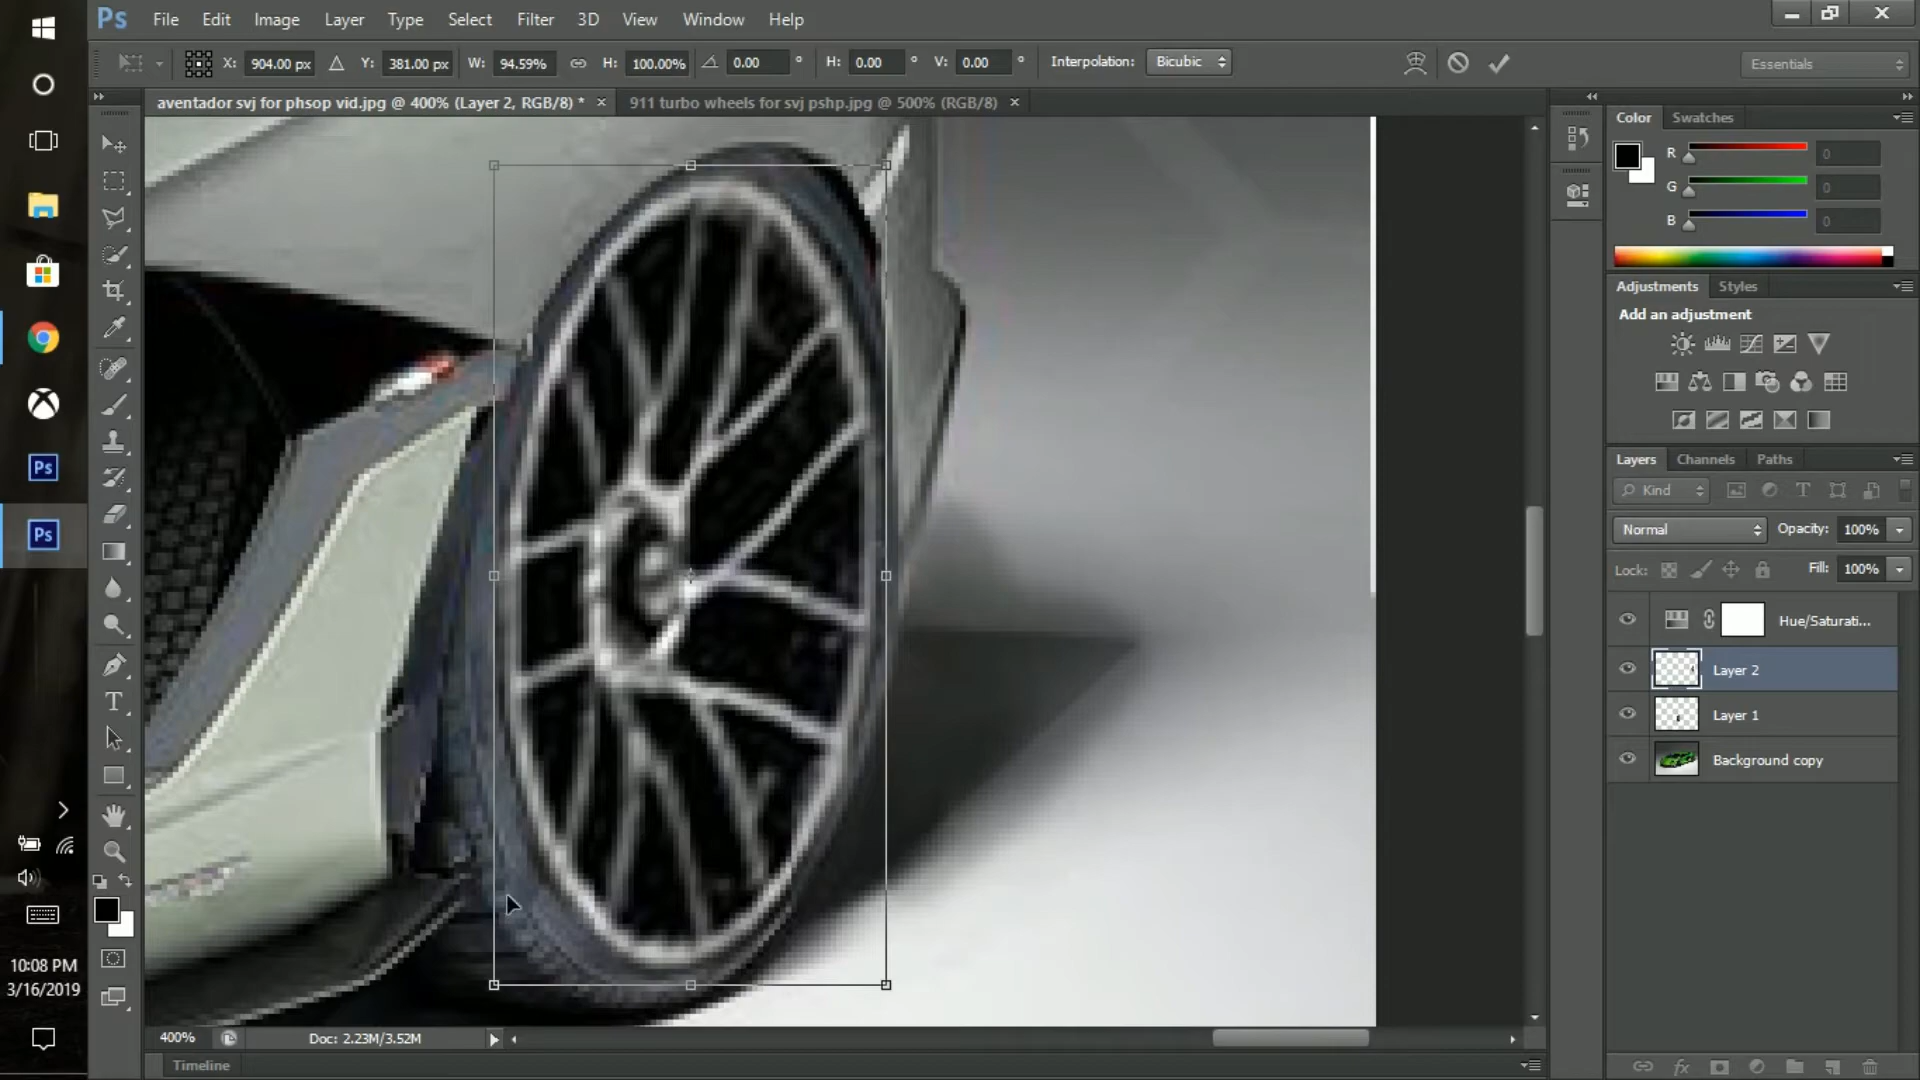 Ps File Edit Image Layer Type Select Filter 3D View Window Help
X: 904.00 px Y: 381.00 px W: 94.59% H: 100.00% 0.00 ° H: 0.00 ° V: 0.00 ° Interpolation: Bicubic Essentials
aventador svj for phsop vid.jpg @ 400% (Layer 2, RGB/8) * × 911 turbo wheels for svj pshp.jpg @ 500% (RGB/8) ×
Color Swatches
R 0
G 0
B 0
Adjustments Styles
Add an adjustment
Layers Channels Paths
Kind
Normal Opacity: 100%
Lock: Fill: 100%
Hue/Saturati...
Layer 2
Layer 1
Background copy
Ps
Ps
T
10:08 PM
3/16/2019
400% Doc: 2.23M/3.52M
Timeline
fx